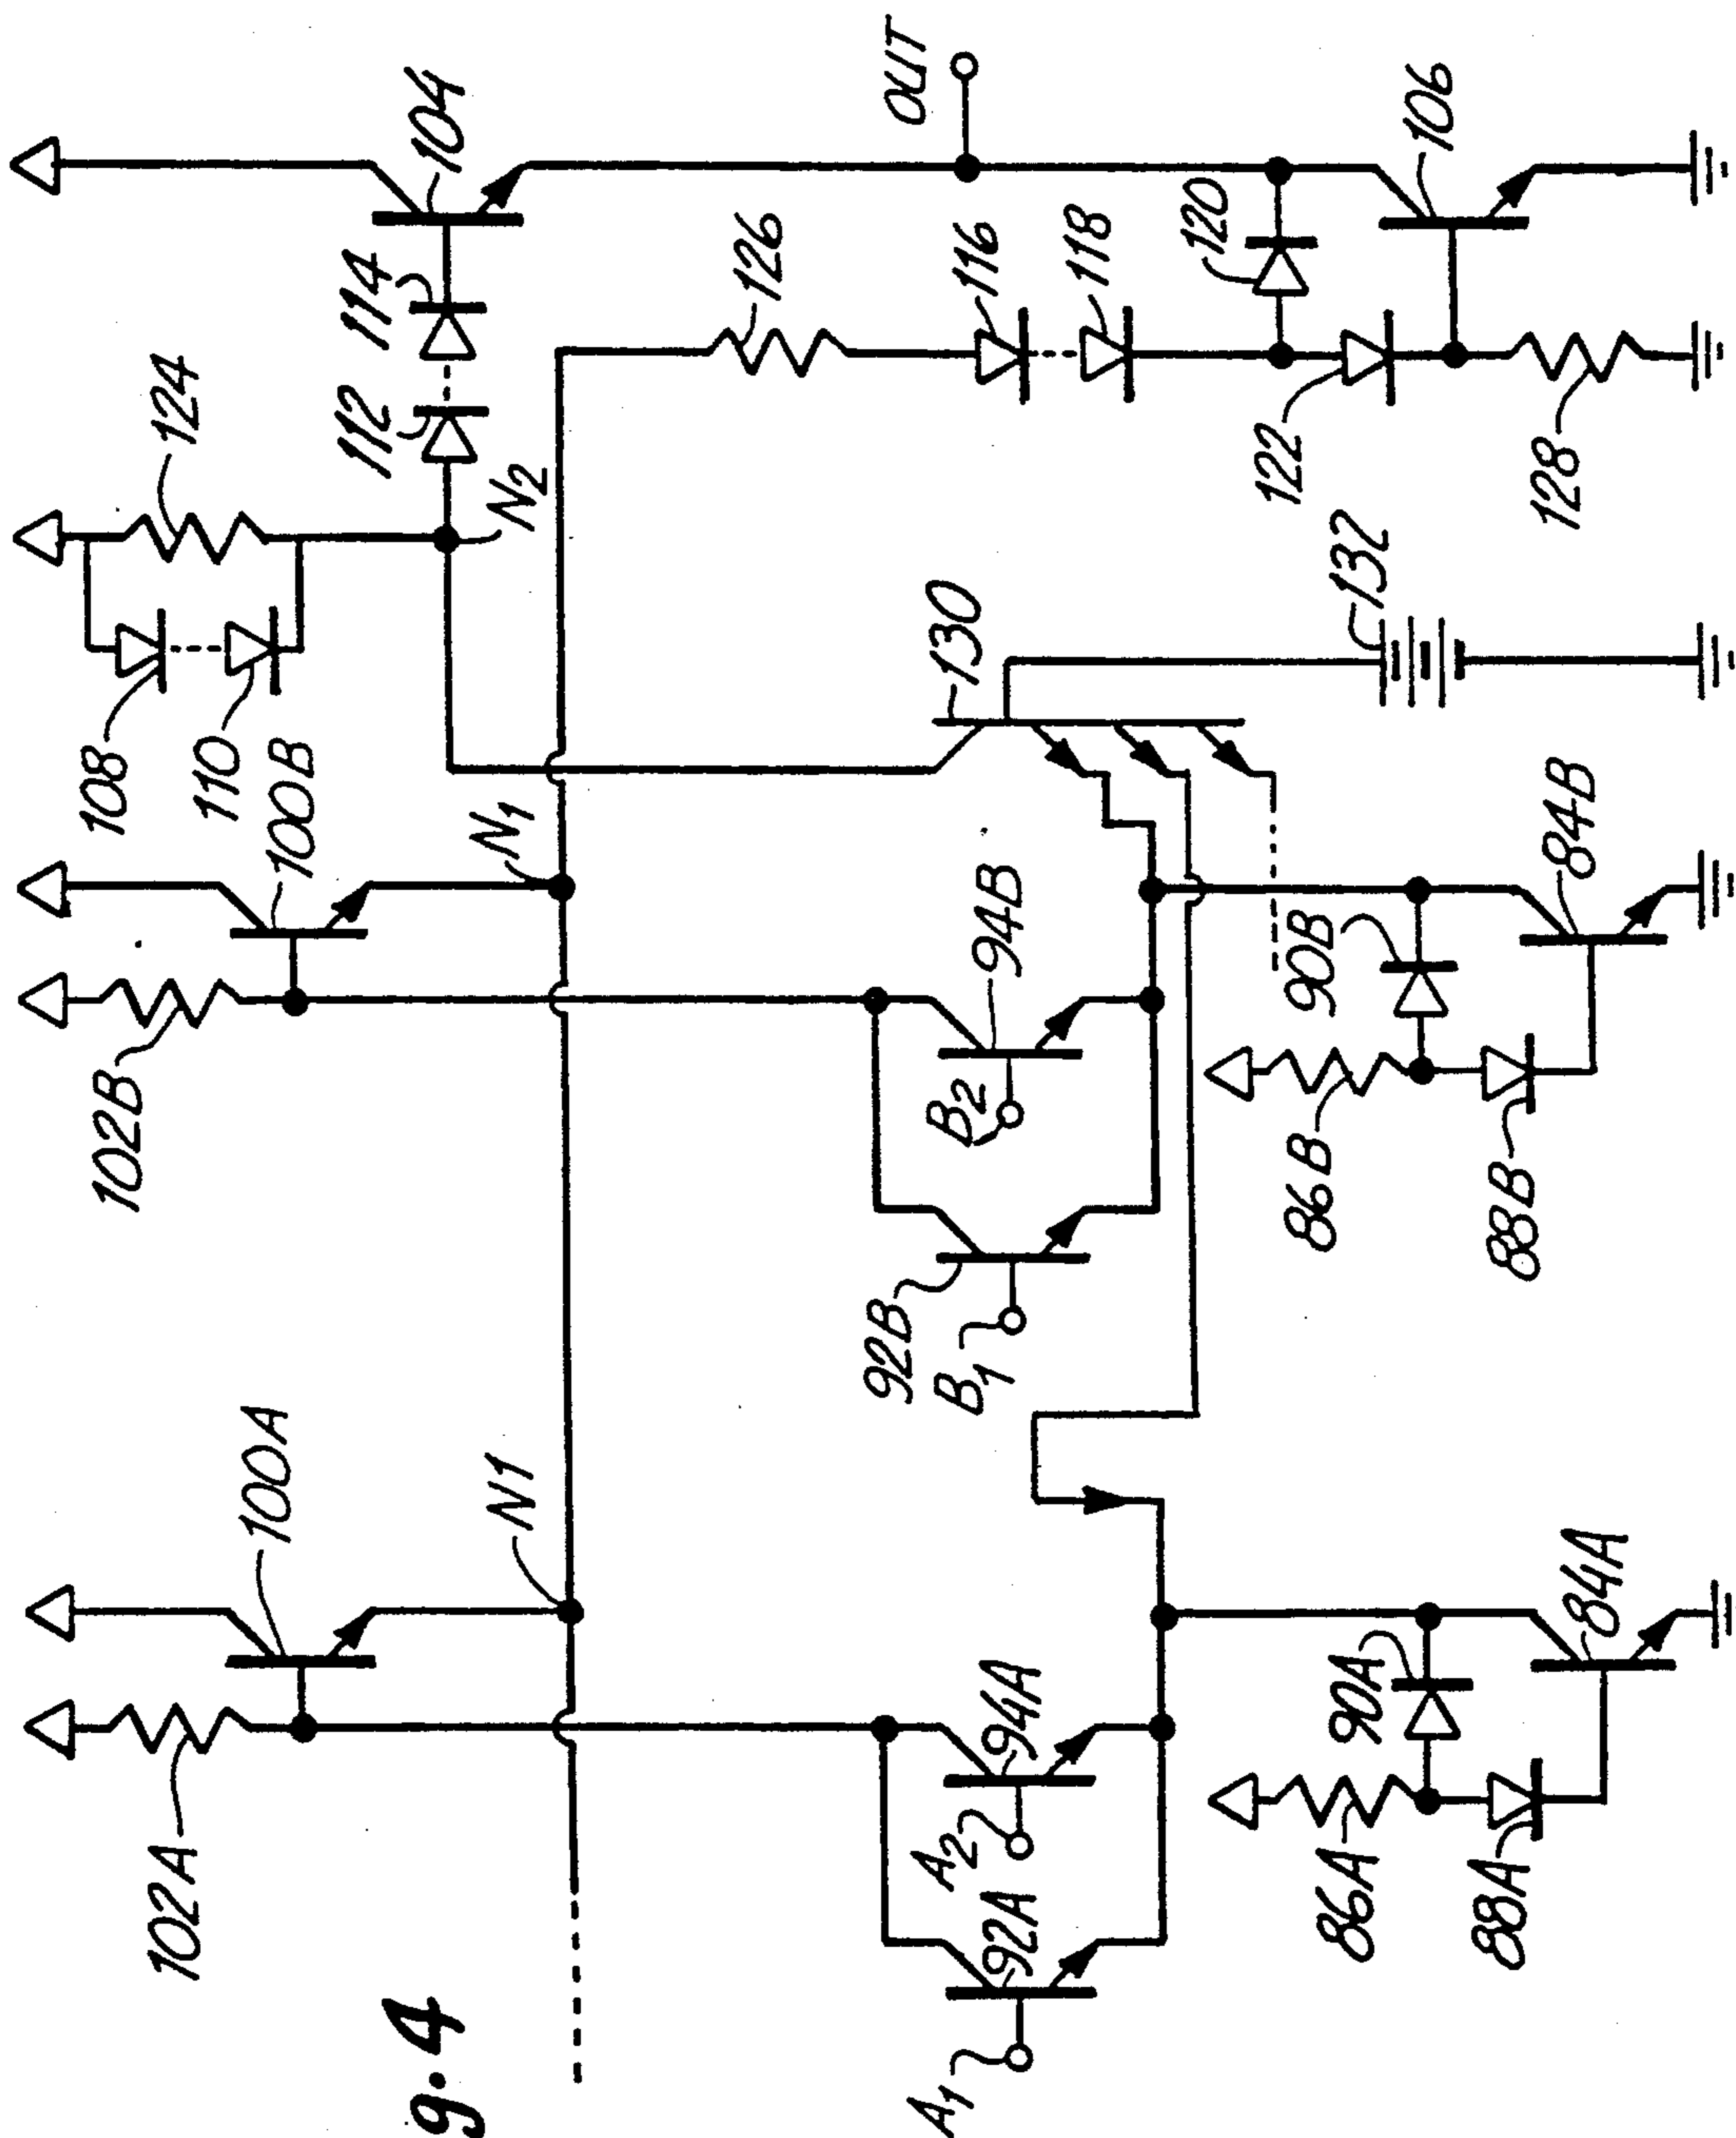 104
OUT
106
114
126
116
118
120
124
112
N2
122
128
132
108
110
100B
N1
130
84B
102B
94B
B2
90B
86B
88B
92B
B1
100A
N1
102A
94A
A2
92A
A1
90A
84A
86A
88A
g. 4